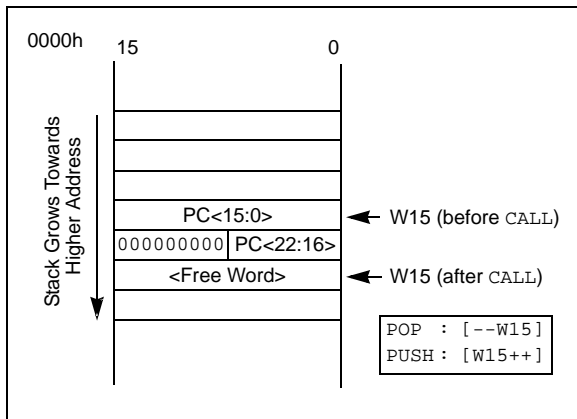 0000h
15 0
Stack Grows Towards
Higher Address
PC<15:0>
W15 (before CALL)
000000000 PC<22:16>
<Free Word>
W15 (after CALL)
POP : [--W15]
PUSH : [W15++]